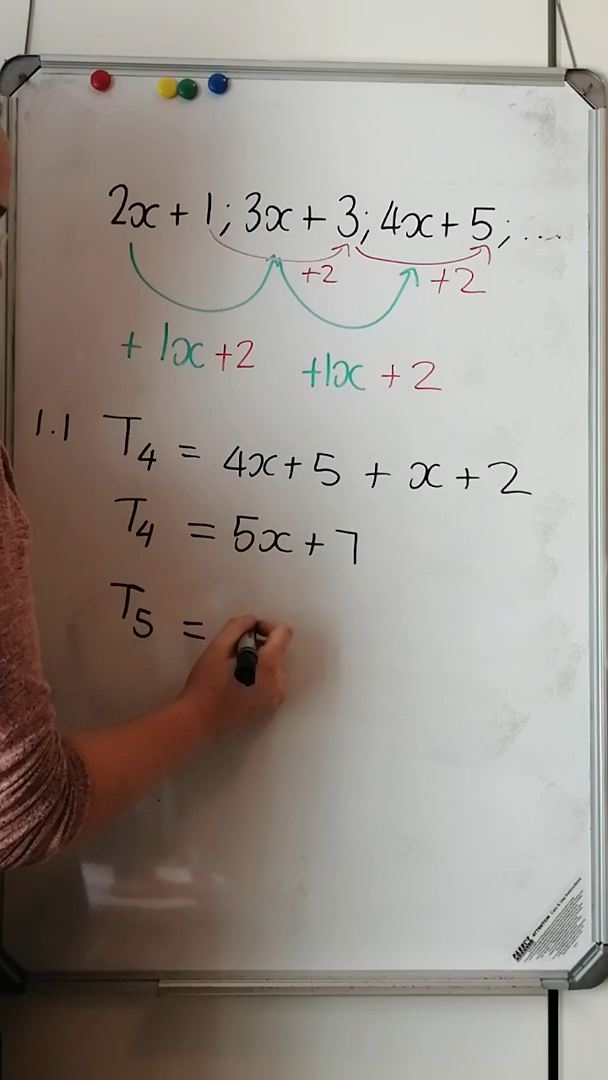 2x + 1; 3x + 3; 4x + 5; ...
+2 +2
+ 1x + 2 +1x + 2
1.1 T4 = 4x + 5 + x + 2
T4 = 5x + 7
T5 =